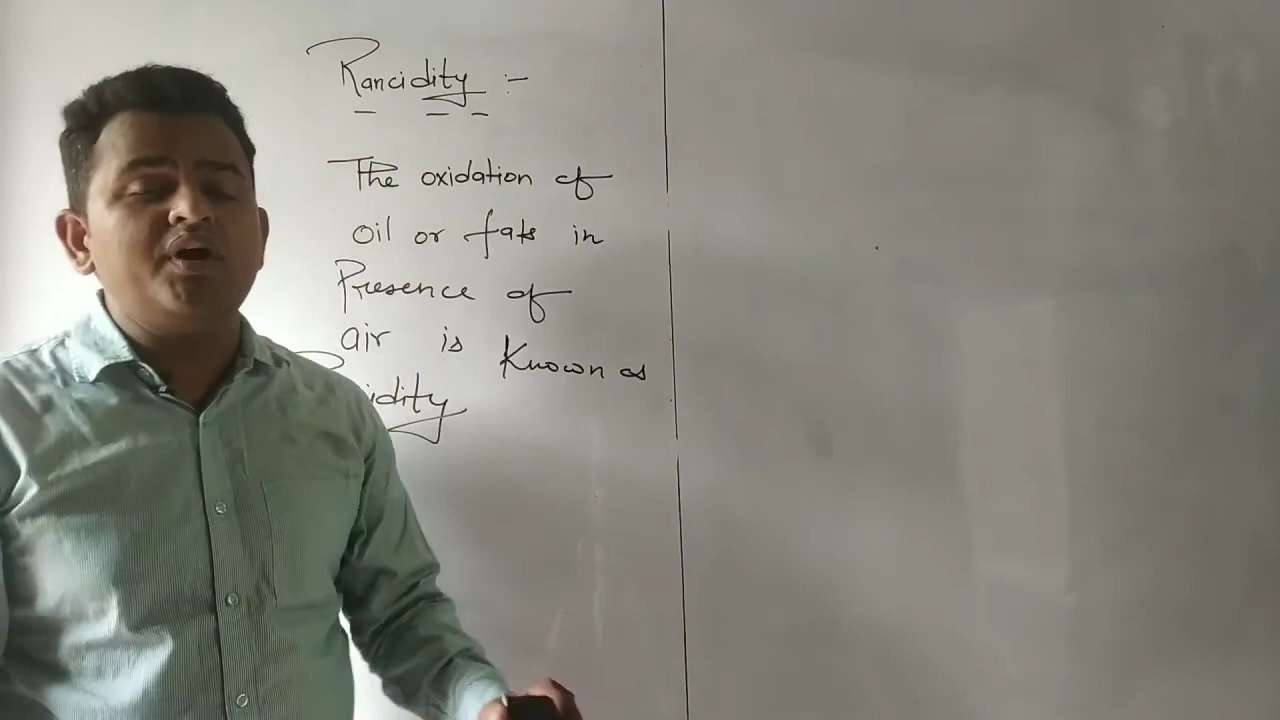 Rancidity :-
The oxidation of
oil or fats in
Presence of
air is Known as
idity